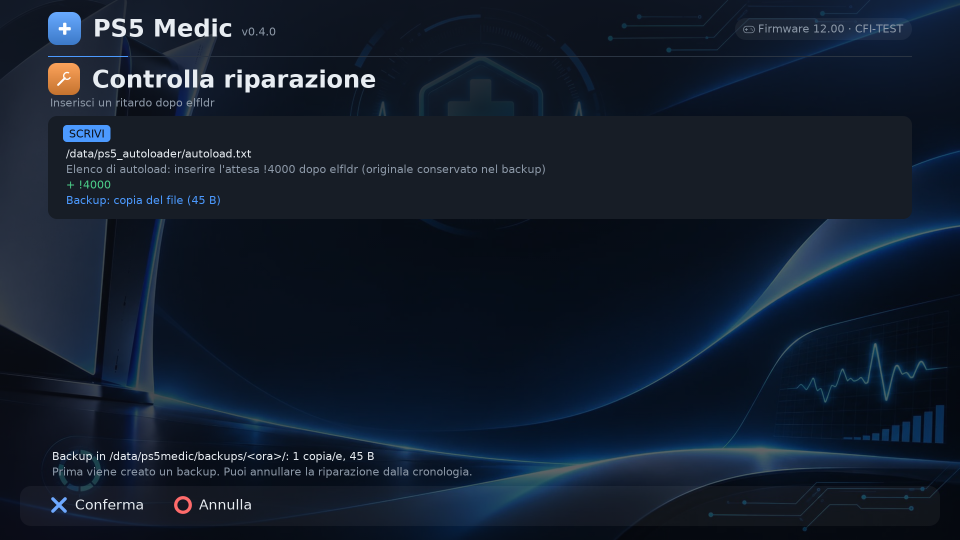 PS5 Medic v0.4.0
Firmware 12.00 · CFI-TEST
Controlla riparazione
Inserisci un ritardo dopo elfldr
SCRIVI
/data/ps5_autoloader/autoload.txt
Elenco di autoload: inserire l'attesa !4000 dopo elfldr (originale conservato nel backup)
+ !4000
Backup: copia del file (45 B)
Backup in /data/ps5medic/backups/<ora>/: 1 copia/e, 45 B
Prima viene creato un backup. Puoi annullare la riparazione dalla cronologia.
Conferma Annulla